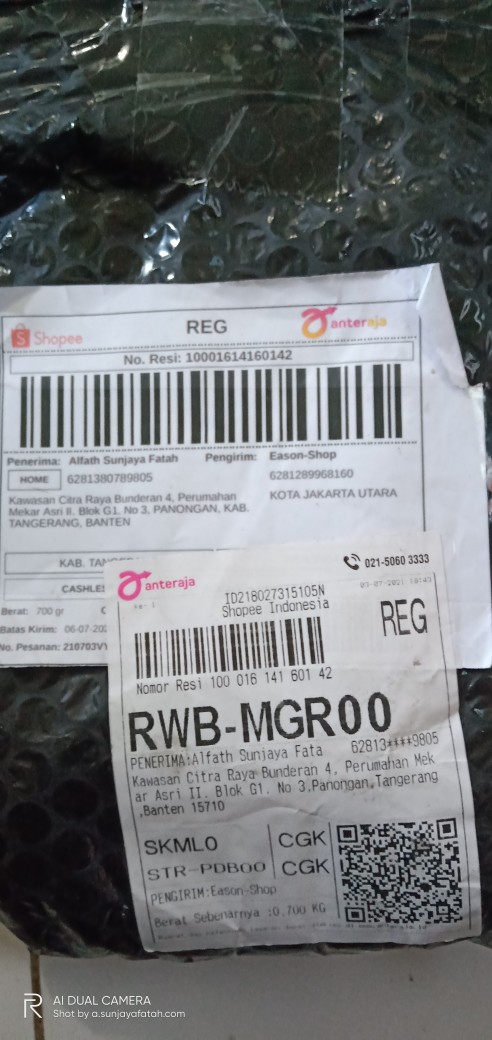 Shopee
REG
anteraja
No. Resi: 10001614160142
Penerima: Alfath Sunjaya Fatah Pengirim: Eason-Shop
HOME 6281380789805 6281289968160
Kawasan Citra Raya Bunderan 4, Perumahan KOTA JAKARTA UTARA
Mekar Asri II. Blok G1. No 3, PANONGAN, KAB.
TANGERANG, BANTEN
KAB.
CASHLES
Berat: 700 gr
Batas Kirim: 06-07-202
No. Pesanan: 210703VY
anteraja
021-5060 3333
03-07-2021
ID218027315105N
Shopee Indonesia
REG
Nomor Resi 100 016 141 601 42
RWB-MGR00
PENERIMA:Alfath Sunjaya Fata 62813****9805
Kawasan Citra Raya Bunderan 4, Perumahan Mek
ar Asri II. Blok G1. No 3,Panongan,Tangerang
,Banten 15710
SKML0 CGK
STR-PDB00 CGK
PENGIRIM:Eason-Shop
Berat Sebenarnya :0.700 KG
AI DUAL CAMERA
Shot by a.sunjayafatah.com